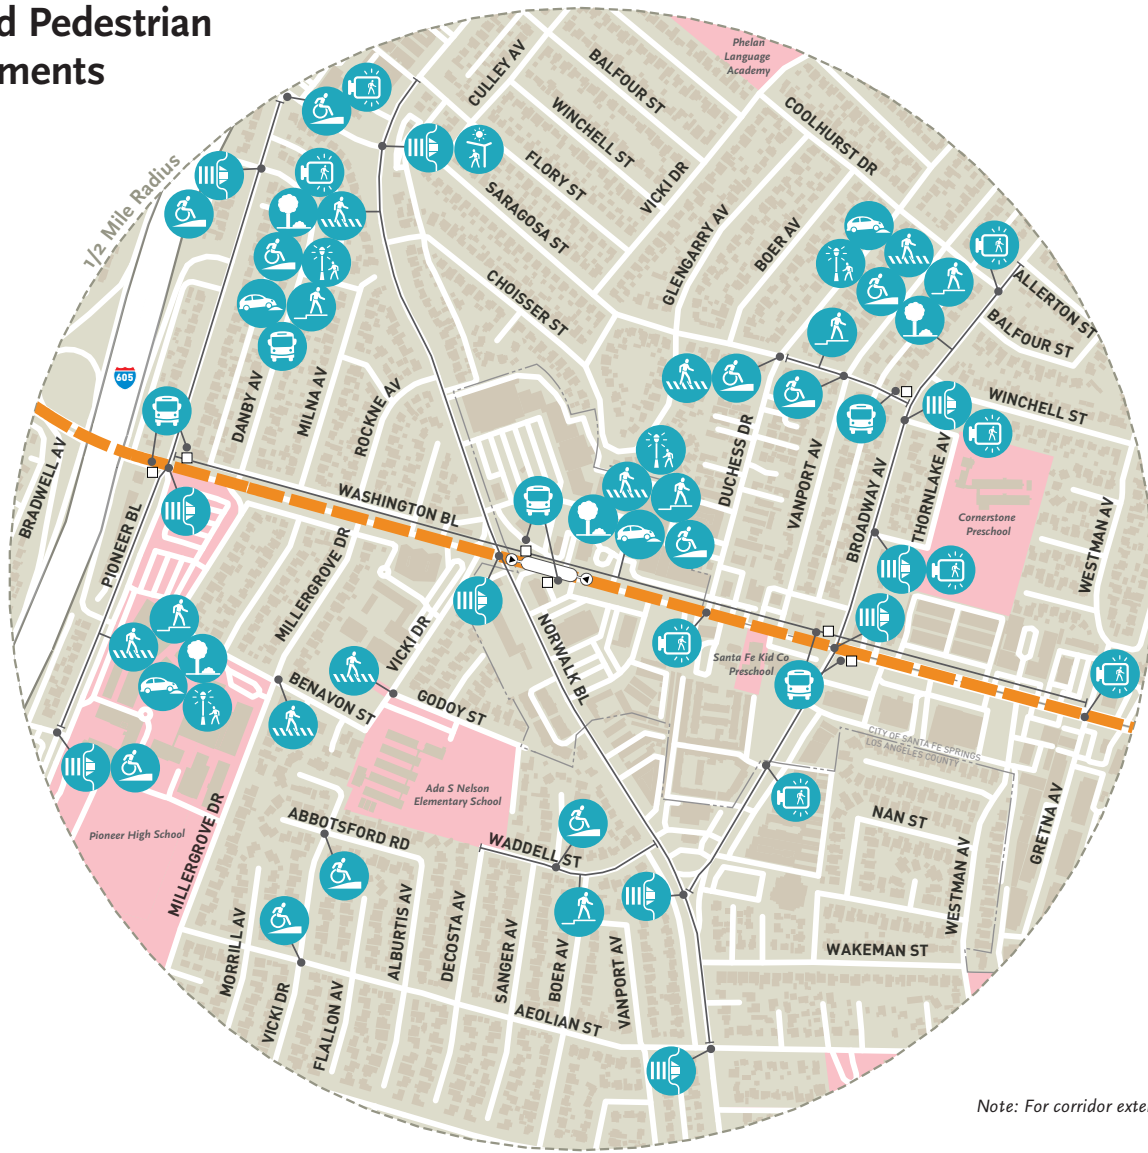 d Pedestrian
ments
1/2 Mile Radius
Phelan
Language
Academy
CULLEY AV
BALFOUR ST
WINCHELL ST
COOLHURST DR
FLORY ST
VICKI DR
SARAGOSA ST
GLENGARRY AV
BOER AV
CHOISSER ST
ALLERTON ST
BALFOUR ST
605
DANBY AV
MILNA AV
ROCKNE AV
WINCHELL ST
BRADWELL AV
PIONEER BL
WASHINGTON BL
DUCHESS DR
VANPORT AV
BROADWAY AV
THORNLAKE AV
Cornerstone
Preschool
WESTMAN AV
MILLERGROVE DR
VICKI DR
NORWALK BL
Santa Fe Kid Co
Preschool
BENAVON ST
GODOY ST
CITY OF SANTA FE SPRINGS
LOS ANGELES COUNTY
Ada S Nelson
Elementary School
Pioneer High School
MILLERGROVE DR
ABBOTSFORD RD
WADDELL ST
NAN ST
WESTMAN AV
GRETNA AV
MORRILL AV
VICKI DR
FLALLON AV
ALBURTIS AV
DECOSTA AV
SANGER AV
BOER AV
VANPORT AV
WAKEMAN ST
AEOLIAN ST
Note: For corridor exte